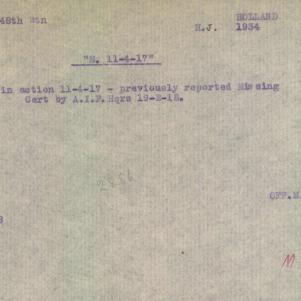 48th Btn HOLLAND
H.J. 1934
"M. 11-4-17"
in action 11-4-17 - previously reported Missing
Cert by A.I.F. Hqrs 19-2-18.
OFF.M
M